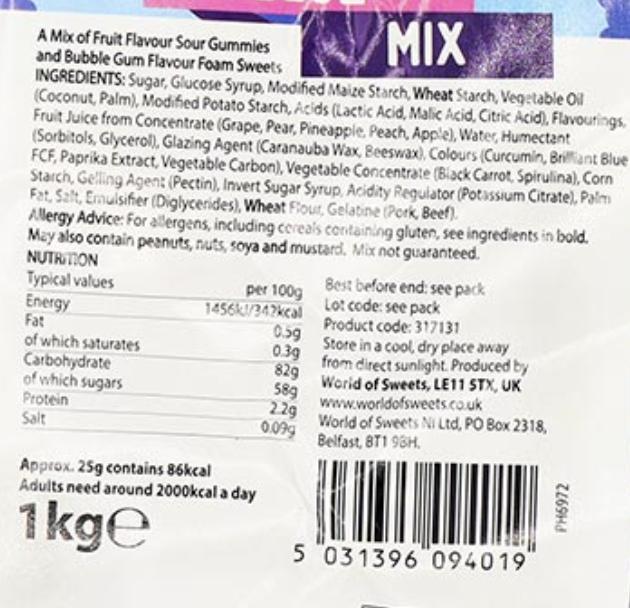 MIX
A Mix of Fruit Flavour Sour Gummies
and Bubble Gum Flavour Foam Sweets
INGREDIENTS: Sugar, Glucose Syrup, Modified Maize Starch, Wheat Starch, Vegetable Oil
(Coconut, Palm), Modified Potato Starch, Acids (Lactic Acid, Malic Acid, Citric Acid), Flavourings,
Fruit Juice from Concentrate (Grape, Pear, Pineapple, Peach, Apple), Water, Humectant
(Sorbitols, Glycerol), Glazing Agent (Caranauba Wax, Beeswax), Colours (Curcumin, Brilliant Blue
FCF, Paprika Extract, Vegetable Carbon), Vegetable Concentrate (Black Carrot, Spirulina), Corn
Starch, Gelling Agent (Pectin), Invert Sugar Syrup, Acidity Regulator (Potassium Citrate), Palm
Fat, Salt, Emulsifier (Diglycerides), Wheat Flour, Gelatine (Pork, Beef).
Allergy Advice: For allergens, including cereals containing gluten, see ingredients in bold.
May also contain peanuts, nuts, soya and mustard. Mix not guaranteed.
NUTRITION
Typical values per 100g
Energy 1456kJ/342kcal
Fat 0.5g
of which saturates 0.3g
Carbohydrate 82g
of which sugars 58g
Protein 2.2g
Salt 0.09g
Approx. 25g contains 86kcal
Adults need around 2000kcal a day
1kg℮
Best before end: see pack
Lot code: see pack
Product code: 317131
Store in a cool, dry place away
from direct sunlight. Produced by
World of Sweets, LE11 5TX, UK
www.worldofsweets.co.uk
World of Sweets NI Ltd, PO Box 2318,
Belfast, BT1 9BH.
PH6972
5 031396 094019